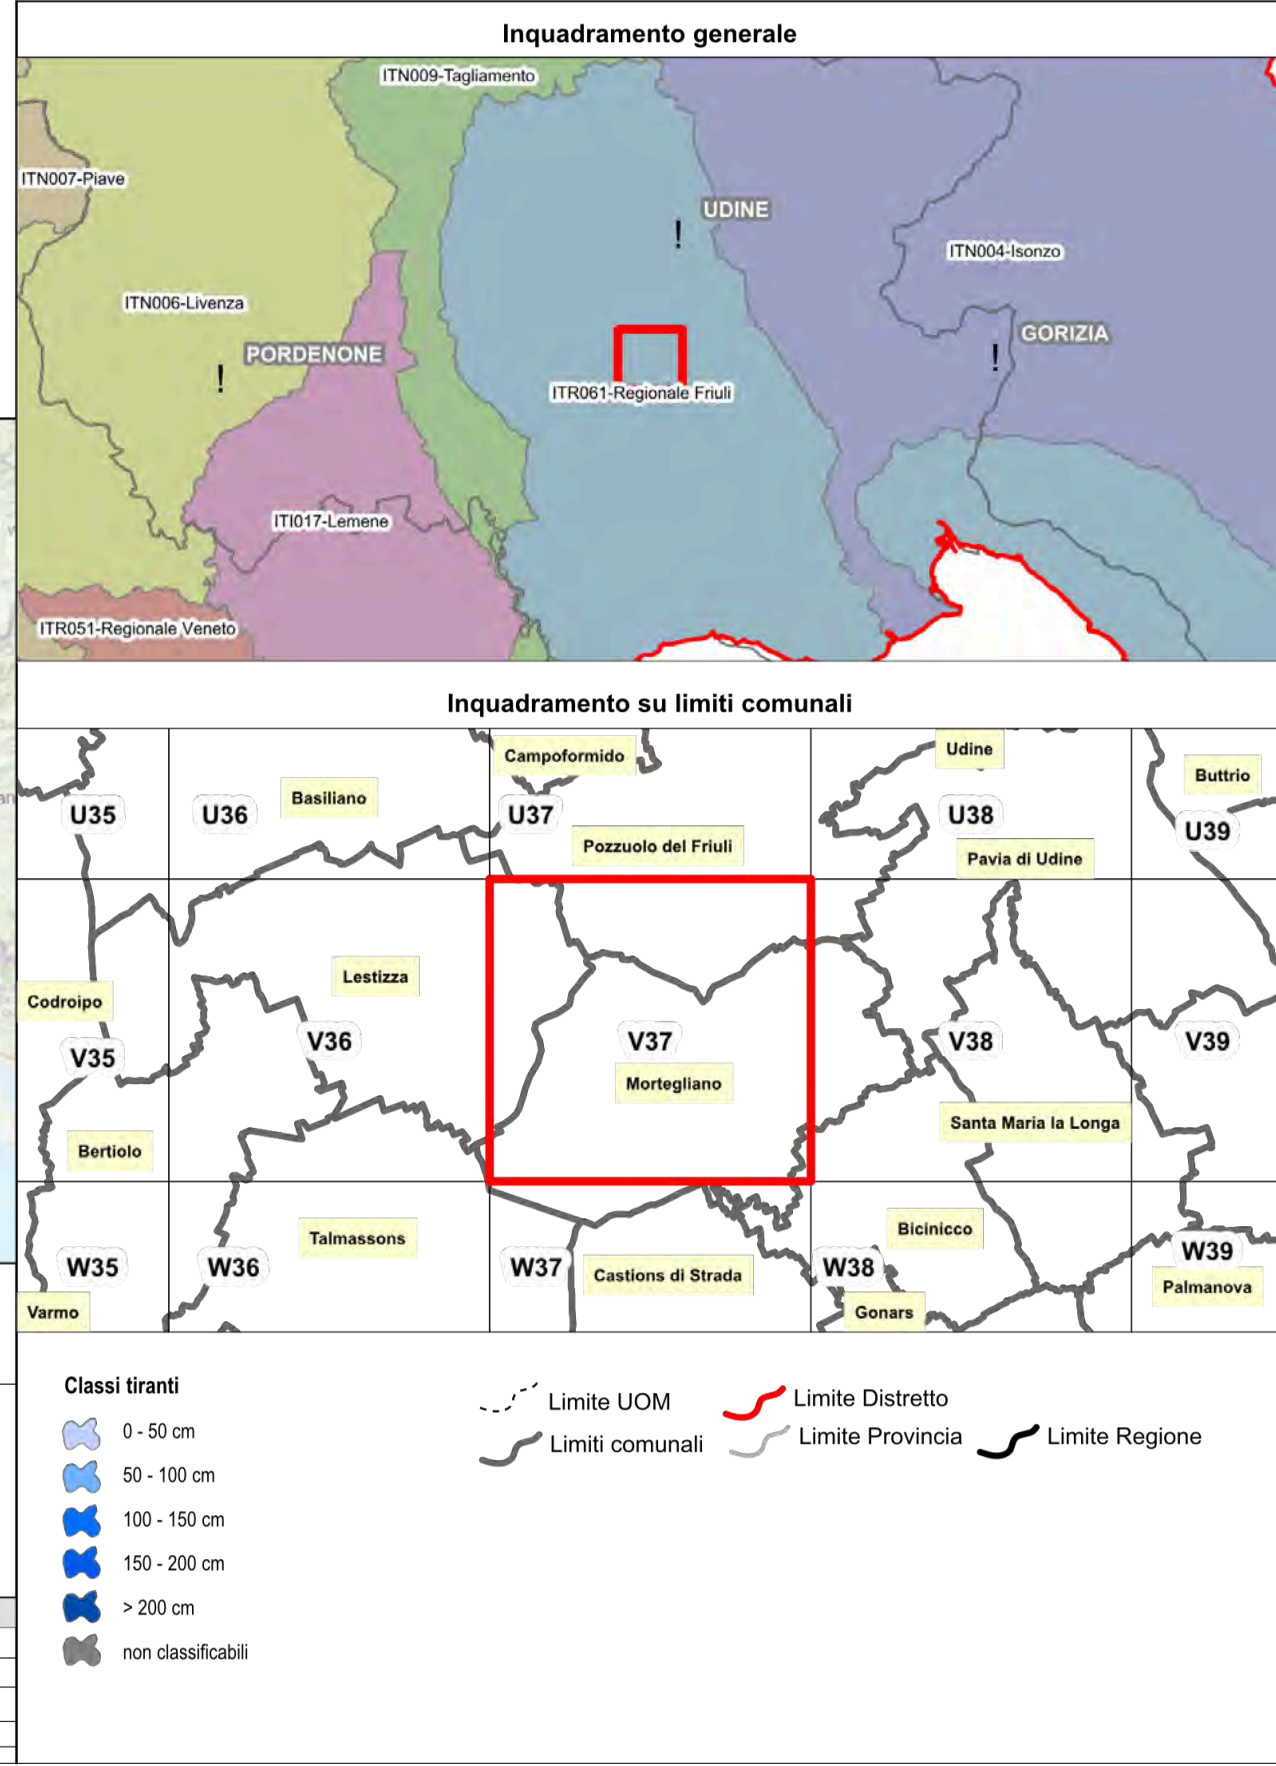 Inquadramento generale
ITN009-Tagliamento
ITN007-Piave
UDINE
!
ITN004-Isonzo
ITN006-Livenza
GORIZIA
!
PORDENONE
!
ITR061-Regionale Friuli
ITI017-Lemene
ITR051-Regionale Veneto
Inquadramento su limiti comunali
Campoformido
Udine
Buttrio
Basiliano
U35
U36
U37
U38
U39
Pozzuolo del Friuli
Pavia di Udine
Lestizza
Codroipo
V35
V36
V37
V38
V39
Mortegliano
Santa Maria la Longa
Bertiolo
Talmassons
Bicinicco
W35
W36
W37
Castions di Strada
W38
W39
Palmanova
Varmo
Gonars
Classi tiranti
0 - 50 cm
50 - 100 cm
100 - 150 cm
150 - 200 cm
> 200 cm
non classificabili
Limite UOM
Limite Distretto
Limiti comunali
Limite Provincia
Limite Regione